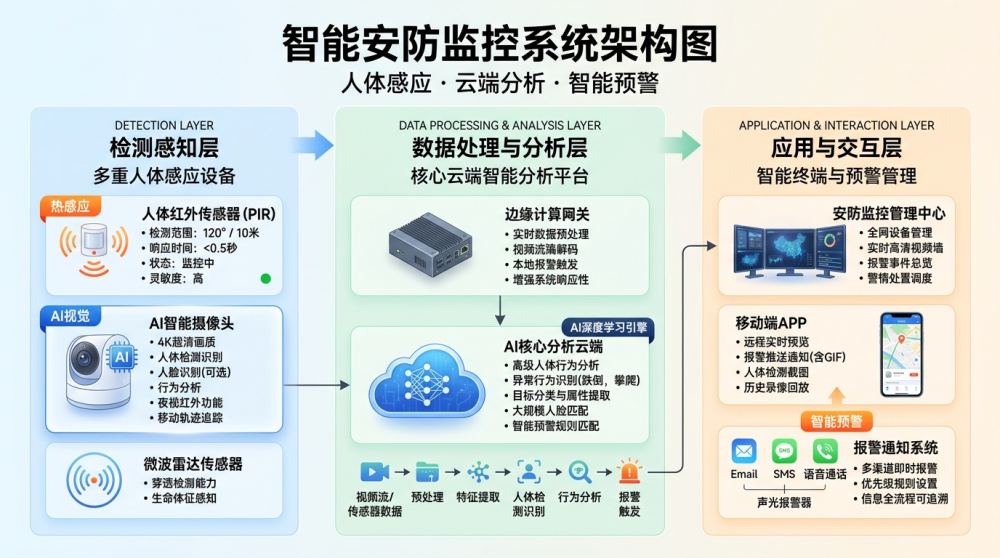 智能安防监控系统架构图
人体感应 · 云端分析 · 智能预警
DETECTION LAYER
检测感知层
多重人体感应设备
热感应
人体红外传感器(PIR)
• 检测范围：120° / 10米
• 响应时间：<0.5秒
• 状态：监控中
• 灵敏度：高
AI视觉
AI
AI智能摄像头
• 4K超清画质
• 人体检测识别
• 人脸识别(可选)
• 行为分析
• 夜视红外功能
• 移动轨迹追踪
微波雷达传感器
• 穿透检测能力
• 生命体征感知
DATA PROCESSING & ANALYSIS LAYER
数据处理与分析层
核心云端智能分析平台
边缘计算网关
• 实时数据预处理
• 视频流编解码
• 本地报警触发
• 增强系统响应性
AI深度学习引擎
AI核心分析云端
• 高级人体行为分析
• 异常行为识别(跌倒，攀爬)
• 目标分类与属性提取
• 大规模人脸匹配
• 智能预警规则匹配
视频流/
传感器数据
预处理
特征提取
人体检
测识别
行为分析
报警
触发
APPLICATION & INTERACTION LAYER
应用与交互层
智能终端与预警管理
安防监控管理中心
• 全网设备管理
• 实时高清视频墙
• 报警事件总览
• 警情处置调度
移动端APP
• 远程实时预览
• 报警推送通知(含GIF)
• 人体检测截图
• 历史录像回放
智能预警
SMS
Email
SMS
语音通话
声光报警器
报警通知系统
• 多渠道即时报警
• 优先级规则设置
• 信息全流程可追溯